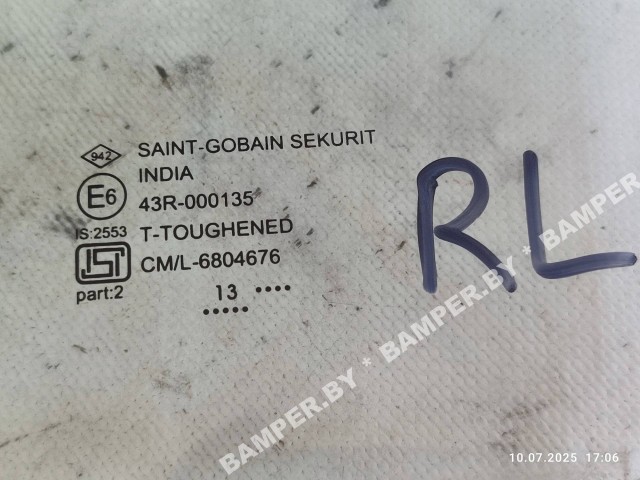 942
SAINT-GOBAIN SEKURIT
INDIA
E6
43R-000135
IS:2553
T-TOUGHENED
ISI
CM/L-6804676
part:2
13 ....
.....
R.L
BAMPER.BY * BAMPER.BY * BAMPER.BY
10.07.2025 17:06